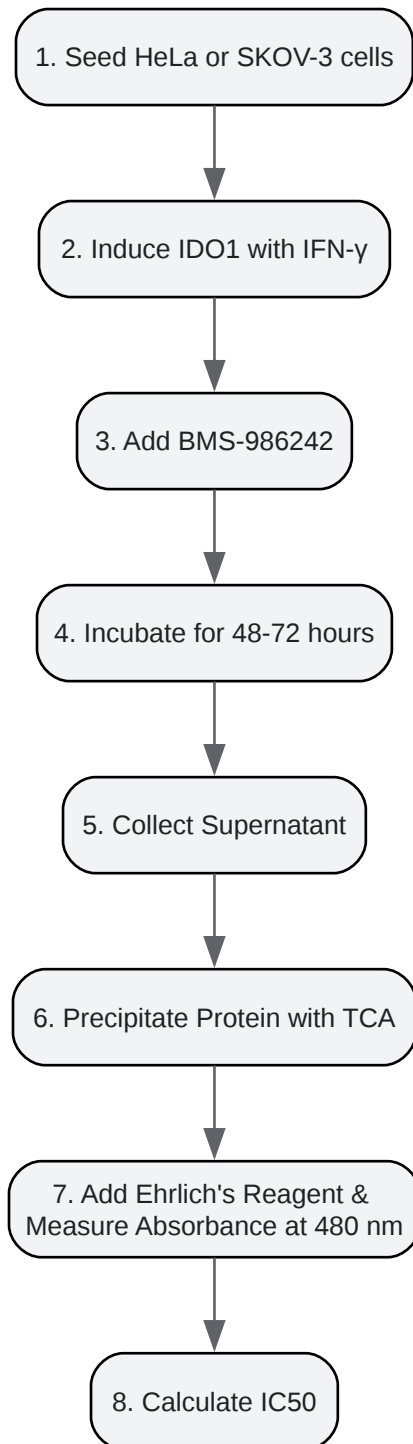 1. Seed HeLa or SKOV-3 cells
2. Induce IDO1 with IFN-γ
3. Add BMS-986242
4. Incubate for 48-72 hours
5. Collect Supernatant
6. Precipitate Protein with TCA
7. Add Ehrlich's Reagent &
Measure Absorbance at 480 nm
8. Calculate IC50